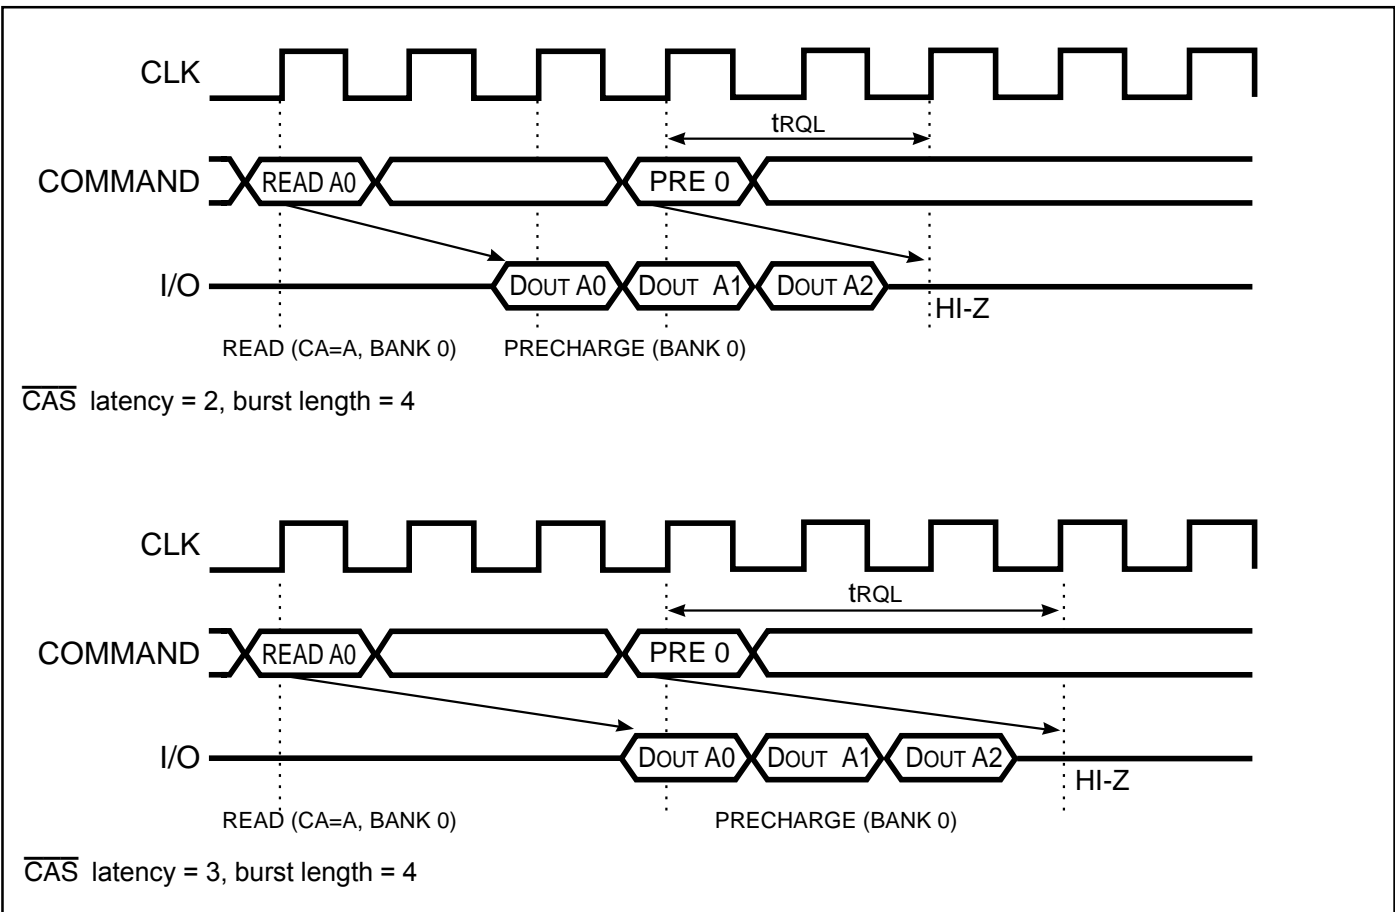 CLK
tRQL
COMMAND READ A0 PRE 0
I/O DOUT A0 DOUT A1 DOUT A2
HI-Z
READ (CA=A, BANK 0) PRECHARGE (BANK 0)
CAS latency = 2, burst length = 4
CLK
tRQL
COMMAND READ A0 PRE 0
I/O DOUT A0 DOUT A1 DOUT A2
HI-Z
READ (CA=A, BANK 0) PRECHARGE (BANK 0)
CAS latency = 3, burst length = 4